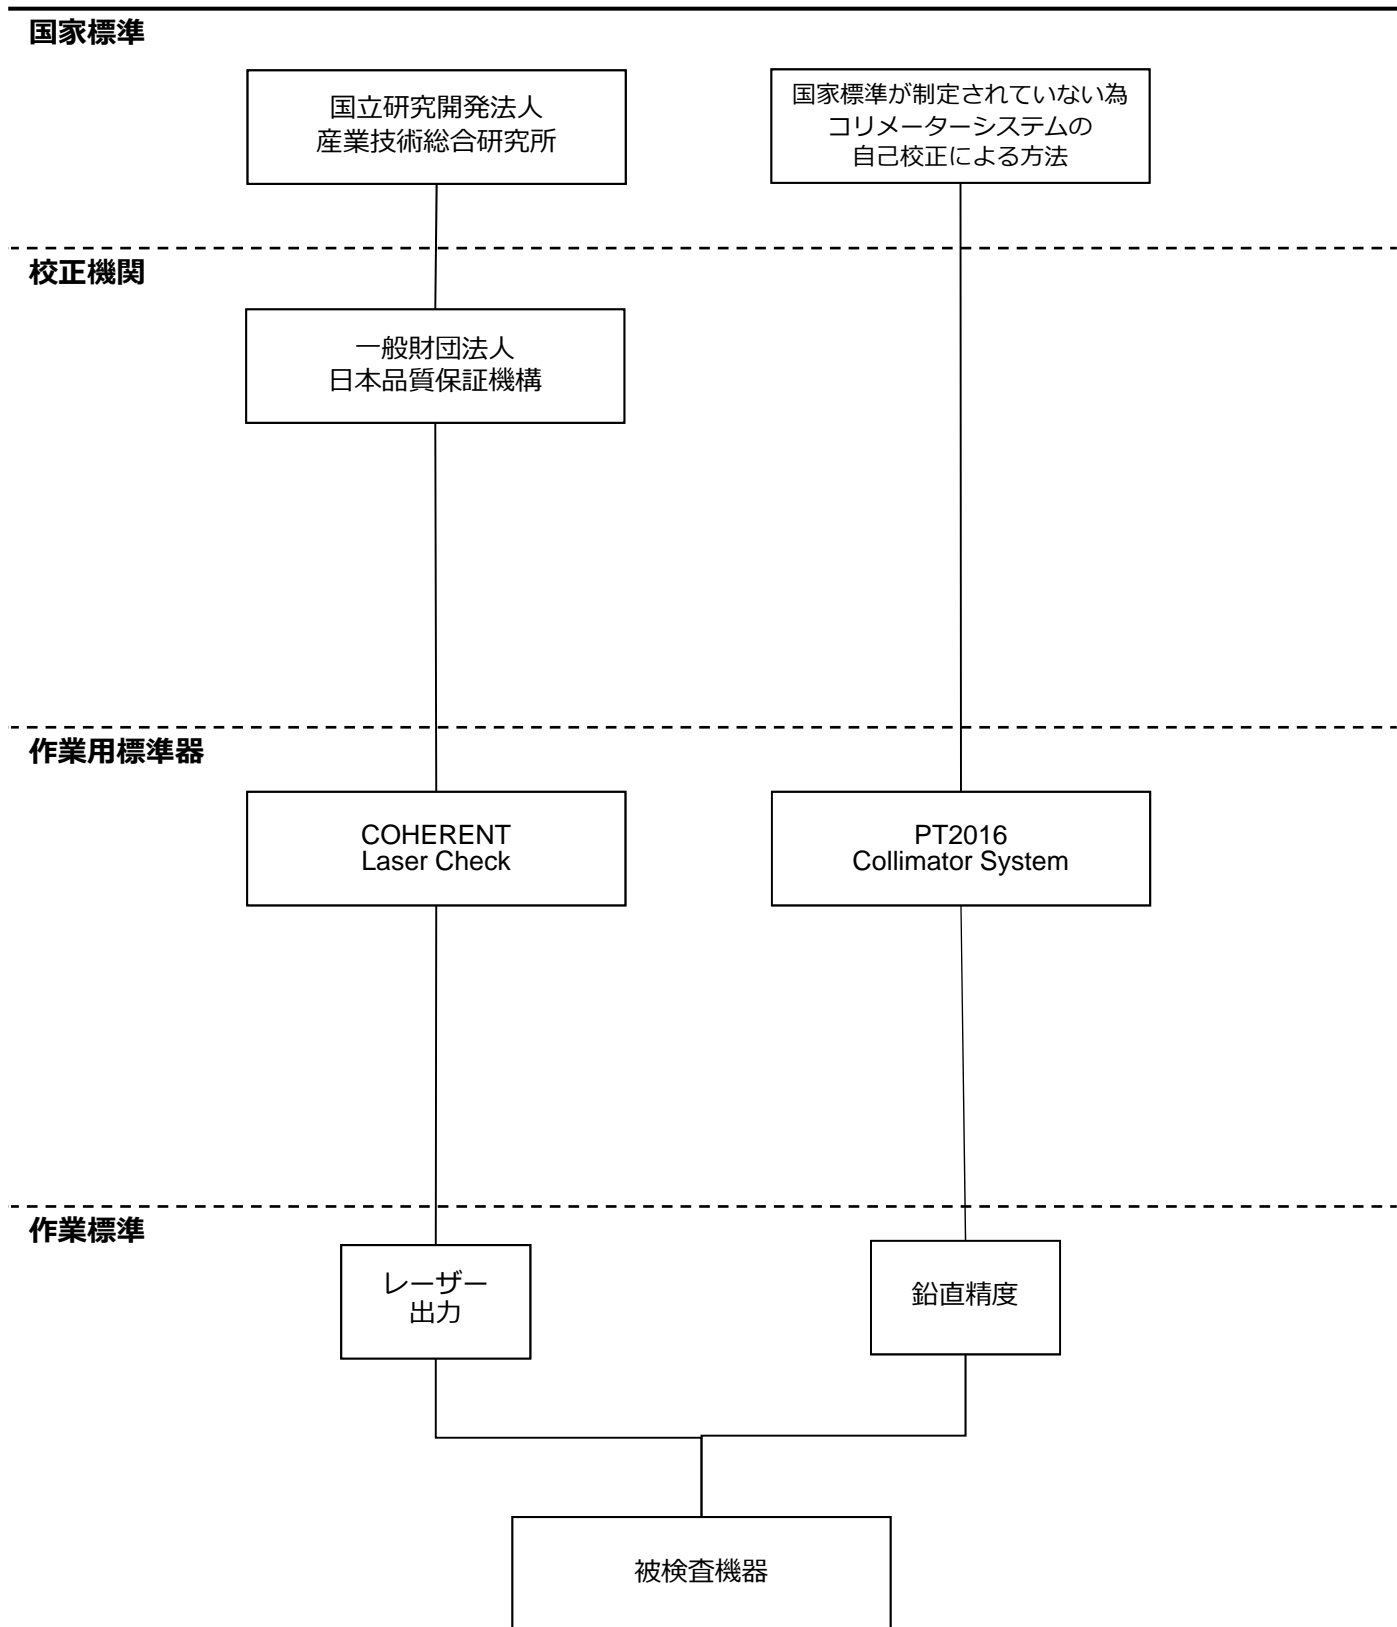 国家標準
国立研究開発法人
産業技術総合研究所
国家標準が制定されていない為
コリメーターシステムの
自己校正による方法
校正機関
一般財団法人
日本品質保証機構
作業用標準器
COHERENT
Laser Check
PT2016
Collimator System
作業標準
レーザー
出力
鉛直精度
被検査機器